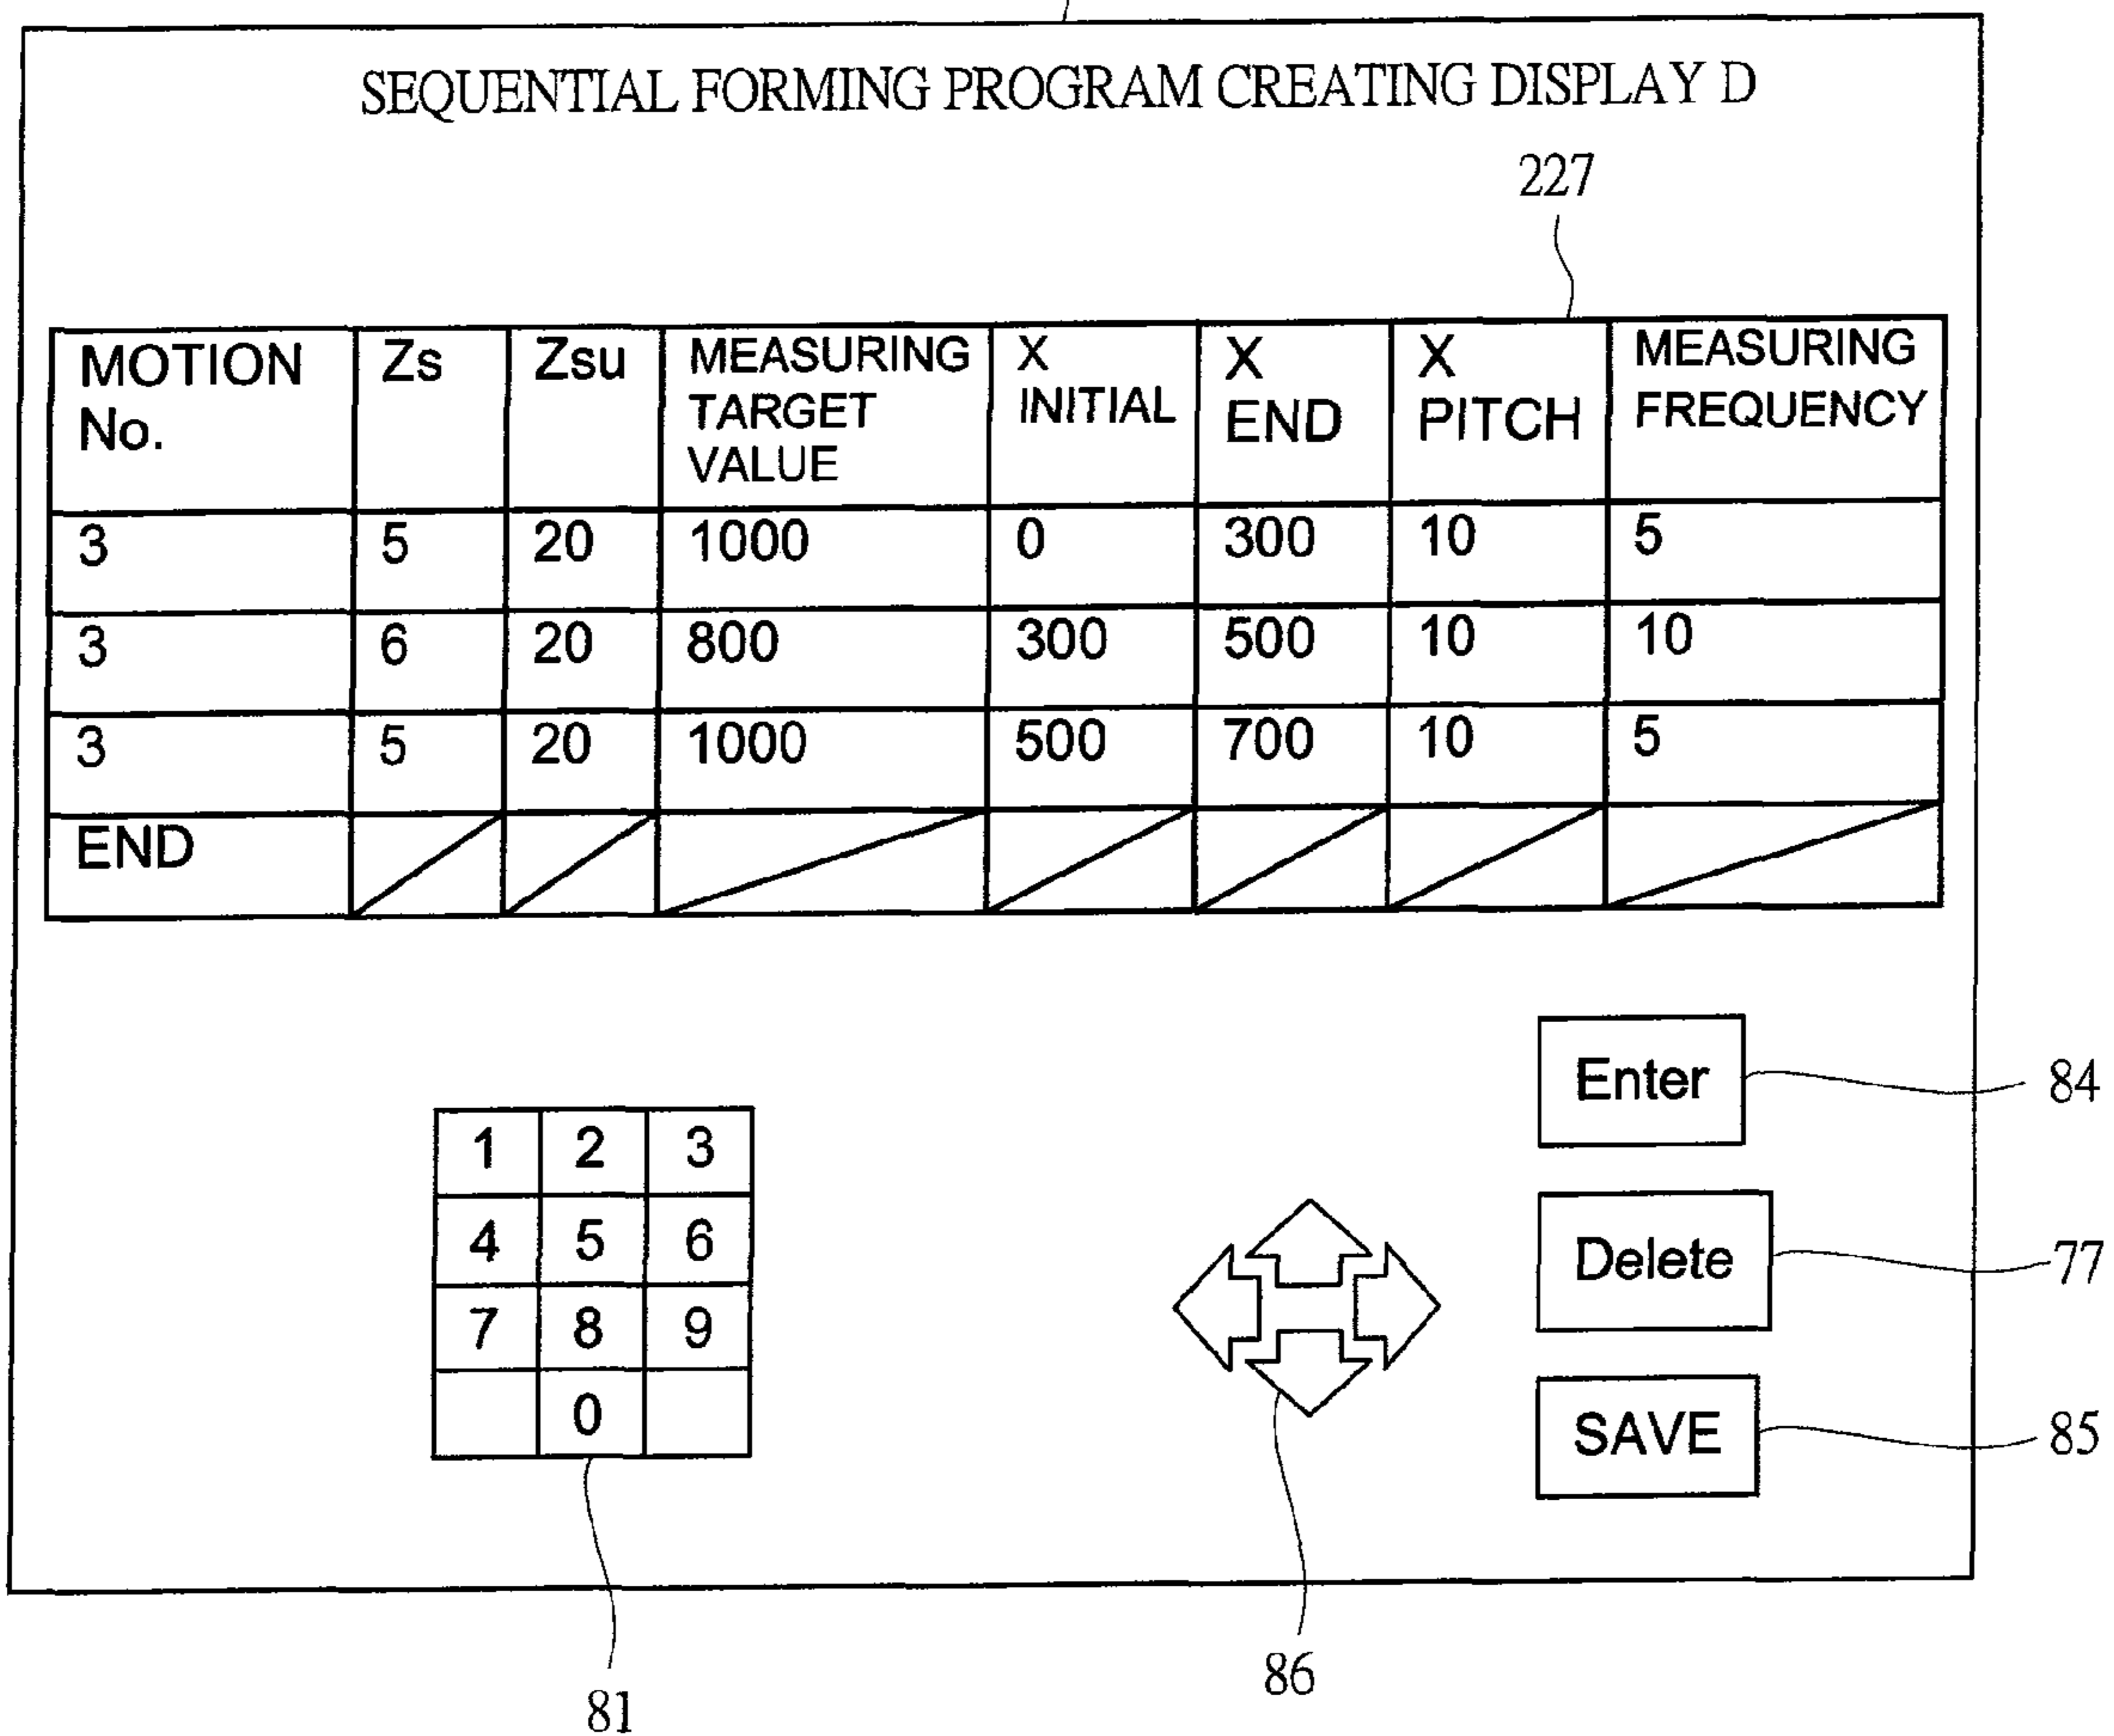 SEQUENTIAL FORMING PROGRAM CREATING DISPLAY D
227
MOTION No. Zs Zsu MEASURING TARGET VALUE X INITIAL X END X PITCH MEASURING FREQUENCY
3 5 20 1000 0 300 10 5
3 6 20 800 300 500 10 10
3 5 20 1000 500 700 10 5
END
Enter 84
1 2 3
4 5 6
7 8 9
0
Delete 77
SAVE 85
86
81